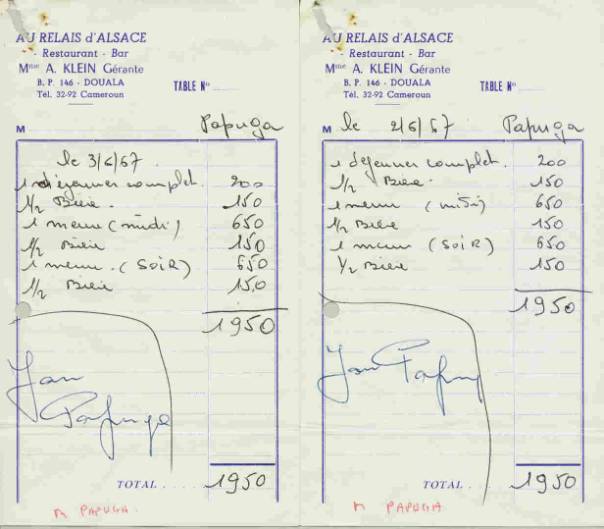 AU RELAIS d'ALSACE
- Restaurant - Bar
Mme A. KLEIN Gérante
B. P. 146 - DOUALA
Tél. 32-92 Cameroun
TABLE No
M Papuga
le 3/6/67.
1 déjeuner complet. 200
1/2 Bière. 150
1 menu (midi) 650
1/2 Bière 150
1 menu. (SOIR) 650
1/2 Bière 150
1950
Jan
Papuga
TOTAL 1950
M PAPUGA.
AU RELAIS d'ALSACE
- Restaurant - Bar
Mme A. KLEIN Gérante
B. P. 146 - DOUALA
Tél. 32-92 Cameroun
TABLE No
M le 2/6/67 Papuga
1 déjeuner complet. 200
1/2 Bière. 150
1 menu (midi) 650
1/2 Bière 150
1 menu (SOIR) 650
1/2 Bière 150
1950
Jan Papuga
TOTAL 1950
M PAPUGA.